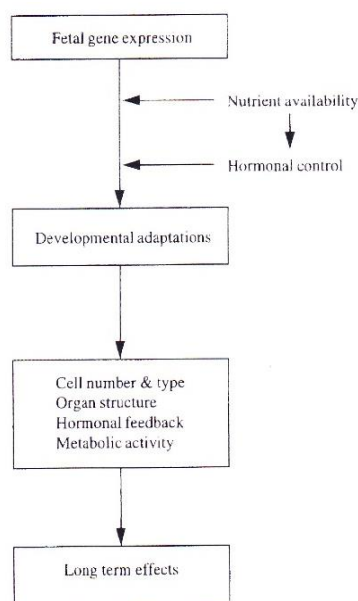 Fetal gene expression
Nutrient availability
Hormonal control
Developmental adaptations
Cell number & type
Organ structure
Hormonal feedback
Metabolic activity
Long term effects